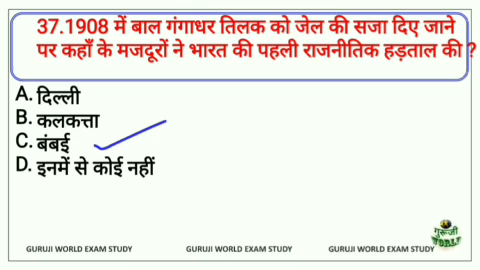 37.1908 में बाल गंगाधर तिलक को जेल की सजा दिए जाने
पर कहाँ के मजदूरों ने भारत की पहली राजनीतिक हड़ताल की ?
A. दिल्ली
B. कलकत्ता
C. बंबई
D. इनमें से कोई नहीं
गुरूजी
WORLD
GURUJI WORLD EXAM STUDY GURUJI WORLD EXAM STUDY GURUJI WORLD EXAM STUDY